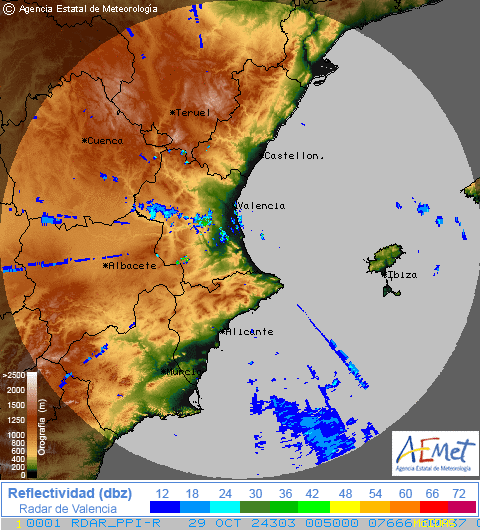 © Agencia Estatal de Meteorología
*Teruel
*Cuenca
Castellon.
Valencia
*Albacete
*Ibiza
*Alicante
*Murcia
>2500
2000
1500
1250
1000
800
600
400
200
0
Orografía (m)
AEMet
Agencia Estatal de Meteorología
Reflectividad (dbz)
Radar de Valencia
12 18 24 30 36 42 48 54 60 66 72
1 0001 RDAR_PPI-R 29 OCT 24303 005000